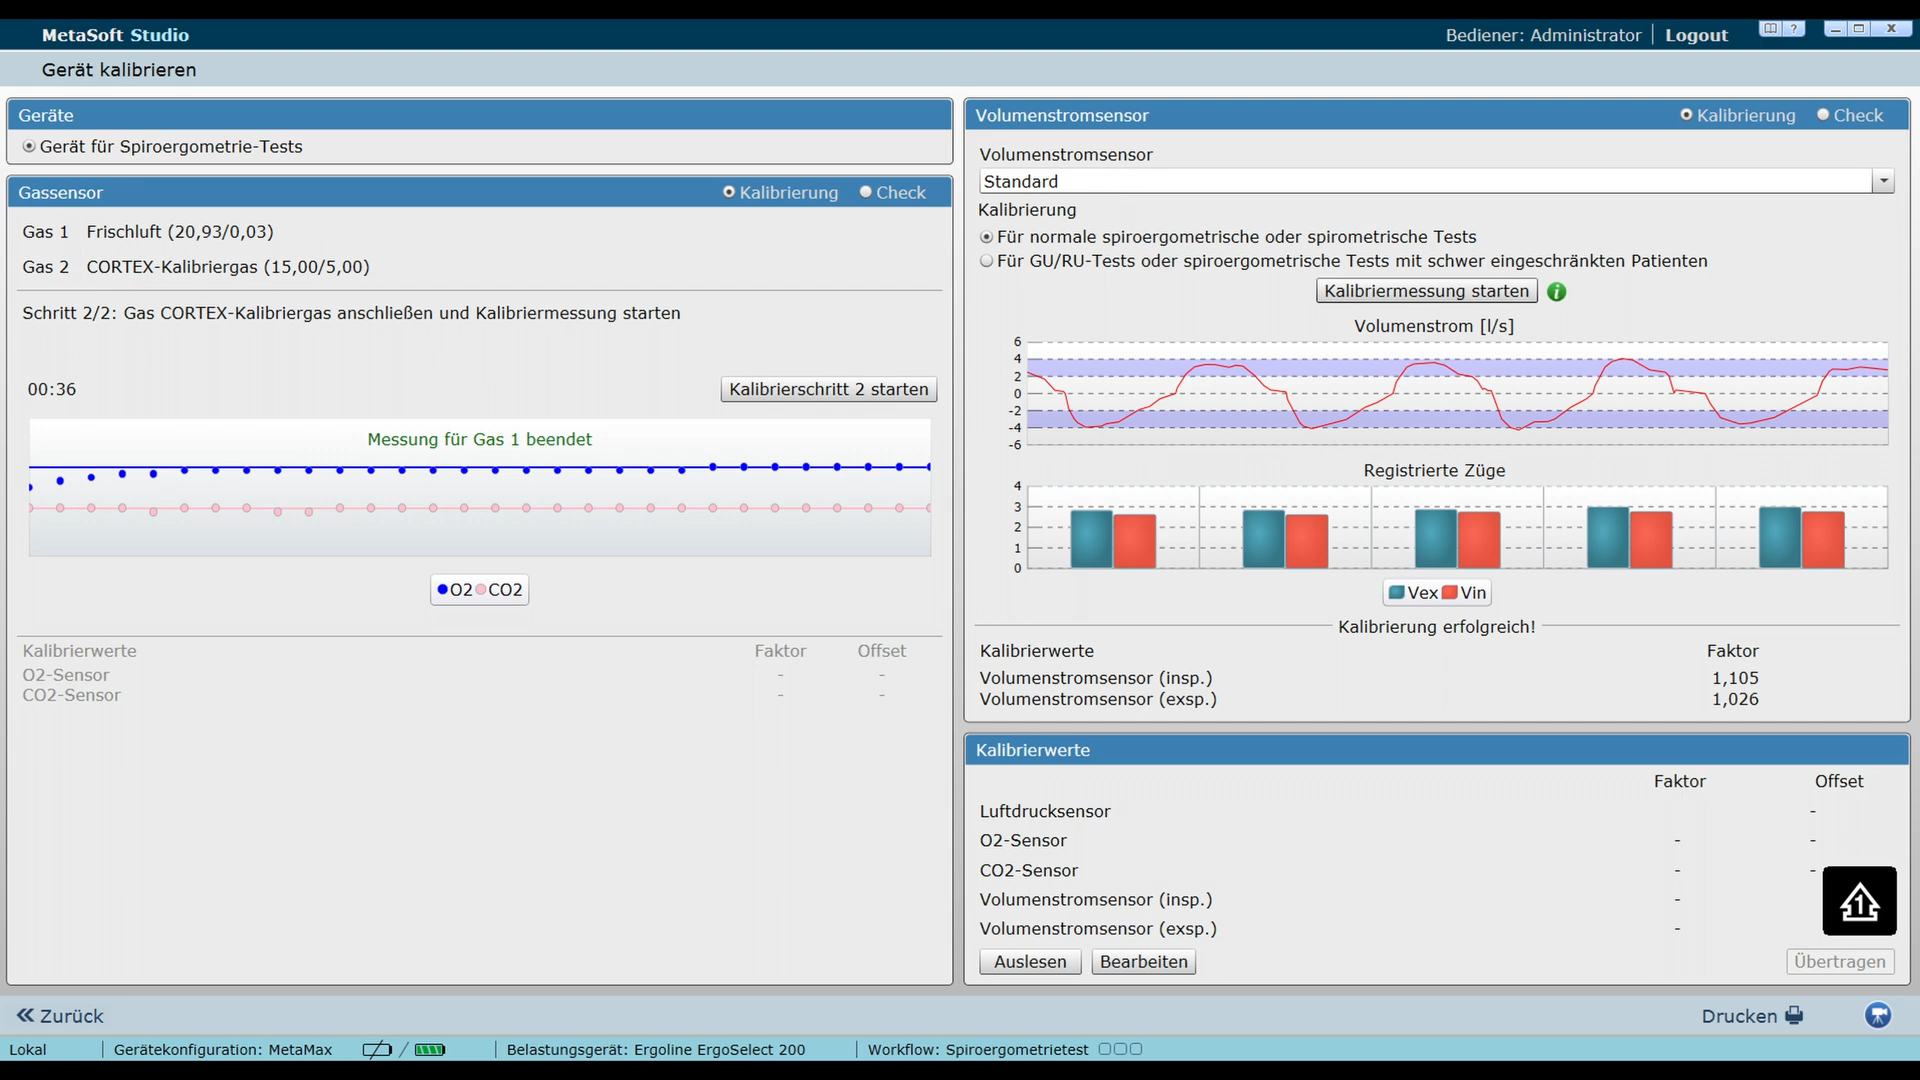 MetaSoft Studio
Bediener: Administrator
Logout
?
Gerät kalibrieren
Geräte
Gerät für Spiroergometrie-Tests
Gassensor
Kalibrierung
Check
Gas 1 Frischluft (20,93/0,03)
Gas 2 CORTEX-Kalibriergas (15,00/5,00)
Schritt 2/2: Gas CORTEX-Kalibriergas anschließen und Kalibriermessung starten
00:36
Kalibrierschritt 2 starten
Messung für Gas 1 beendet
O2 CO2
Kalibrierwerte Faktor Offset
O2-Sensor - -
CO2-Sensor - -
Volumenstromsensor
Kalibrierung
Check
Volumenstromsensor
Standard
Kalibrierung
Für normale spiroergometrische oder spirometrische Tests
Für GU/RU-Tests oder spiroergometrische Tests mit schwer eingeschränkten Patienten
Kalibriermessung starten
i
Volumenstrom [l/s]
6
4
2
0
-2
-4
-6
Registrierte Züge
4
3
2
1
0
Vex Vin
Kalibrierung erfolgreich!
Kalibrierwerte Faktor
Volumenstromsensor (insp.) 1,105
Volumenstromsensor (exsp.) 1,026
Kalibrierwerte
Faktor Offset
Luftdrucksensor -
O2-Sensor - -
CO2-Sensor - -
Volumenstromsensor (insp.) -
Volumenstromsensor (exsp.) -
1
Auslesen
Bearbeiten
Übertragen
Zurück
Drucken
Lokal
Gerätekonfiguration: MetaMax
/
Belastungsgerät: Ergoline ErgoSelect 200
Workflow: Spiroergometrietest